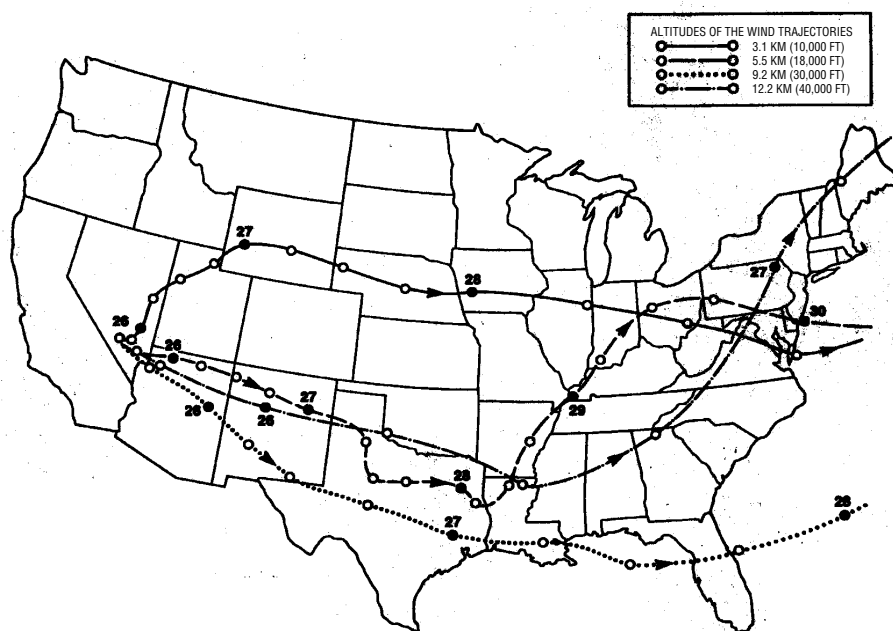 ALTITUDES OF THE WIND TRAJECTORIES
3.1 KM (10,000 FT)
5.5 KM (18,000 FT)
9.2 KM (30,000 FT)
12.2 KM (40,000 FT)
27
28
27
30
26
26
27
26
26
29
28
27
28